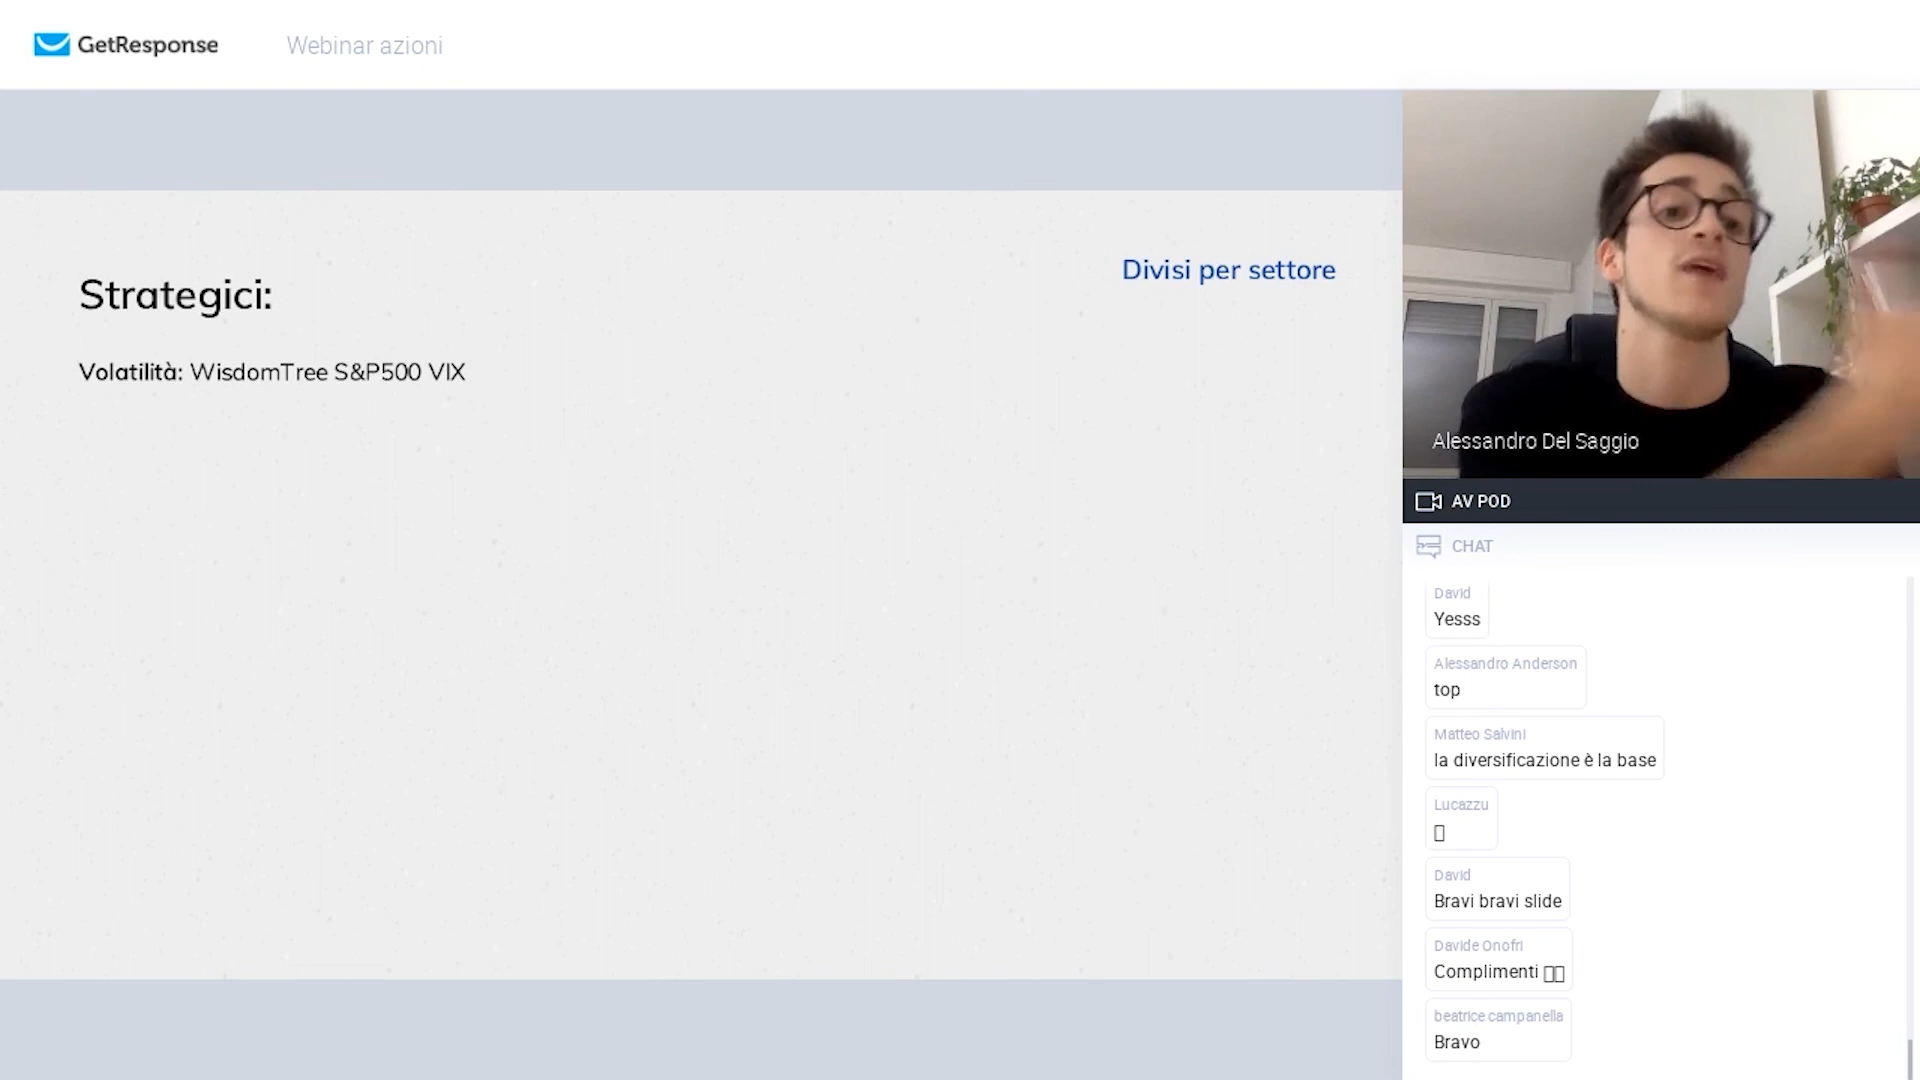 GetResponse
Webinar azioni
Divisi per settore
Strategici:
Volatilità: WisdomTree S&P500 VIX
Alessandro Del Saggio
AV POD
CHAT
David
Yesss
Alessandro Anderson
top
Matteo Salvini
la diversificazione è la base
Lucazzu
David
Bravi bravi slide
Davide Onofri
Complimenti
beatrice campanella
Bravo